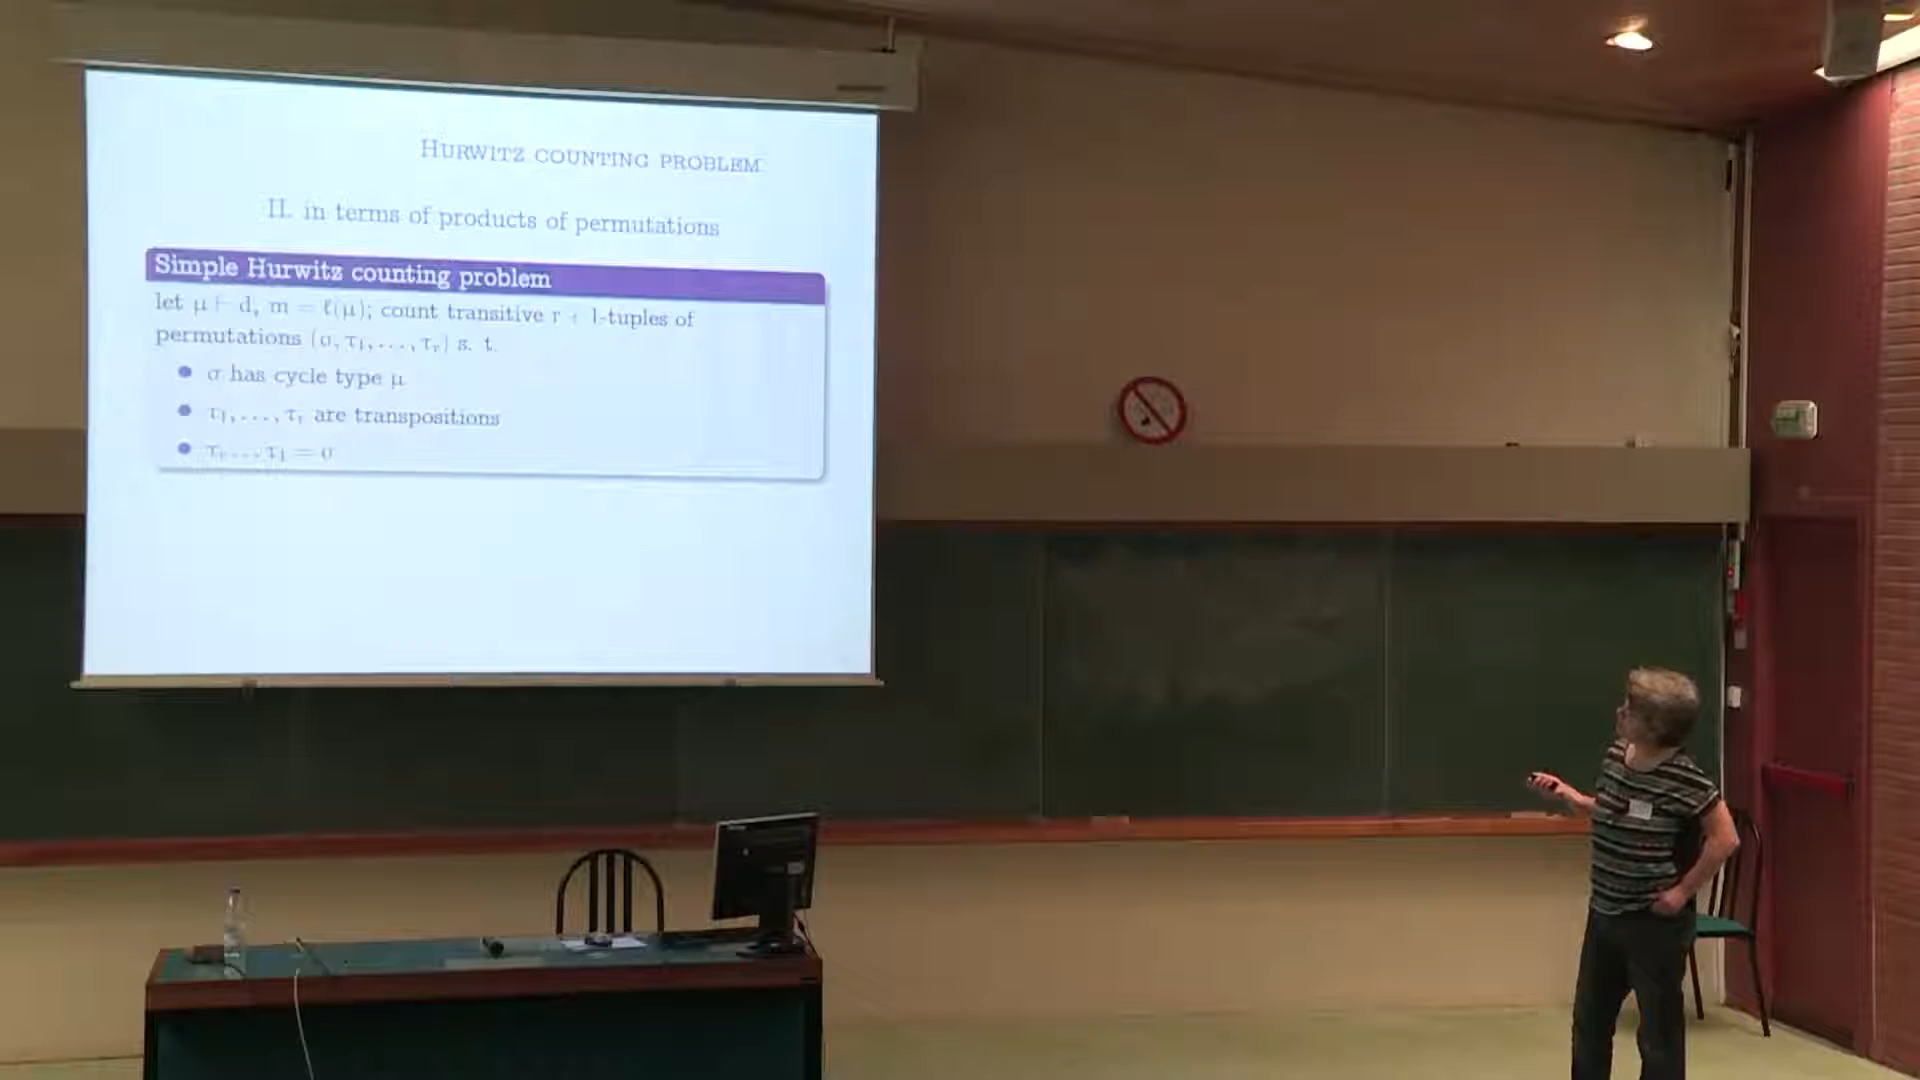 HURWITZ COUNTING PROBLEM
II. in terms of products of permutations
Simple Hurwitz counting problem
let μ ⊢ d, m = ℓ(μ); count transitive r + 1-tuples of
permutations (σ, τ₁, . . . , τᵣ) s. t.
● σ has cycle type μ
● τ₁, . . . , τᵣ are transpositions
● τᵣ . . . τ₁ = σ